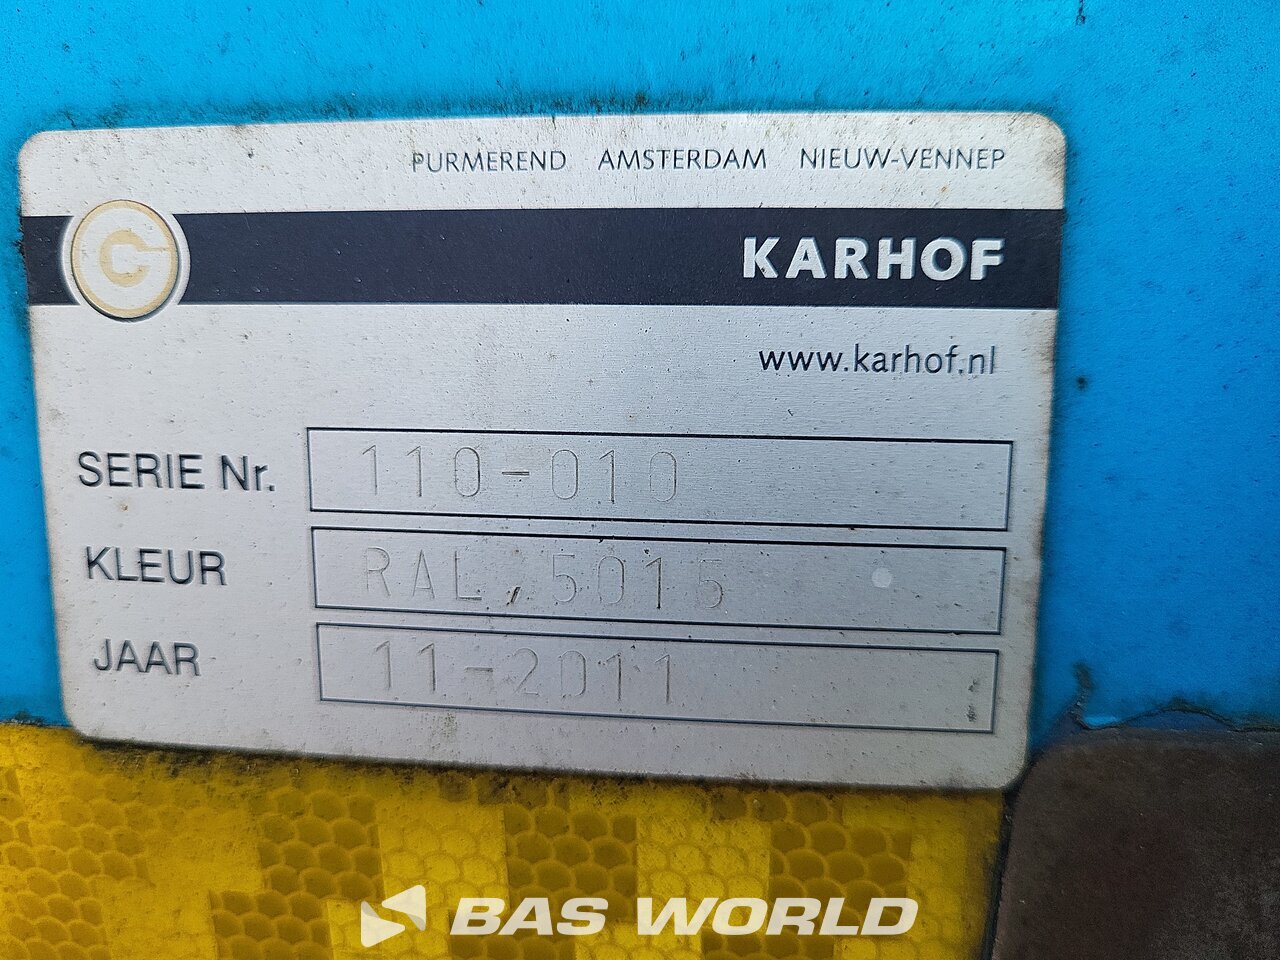 PURMEREND AMSTERDAM NIEUW-VENNEP
KARHOF
www.karhof.nl
SERIE Nr. 110-010
KLEUR RAL,5015
JAAR 11-2011
BAS WORLD